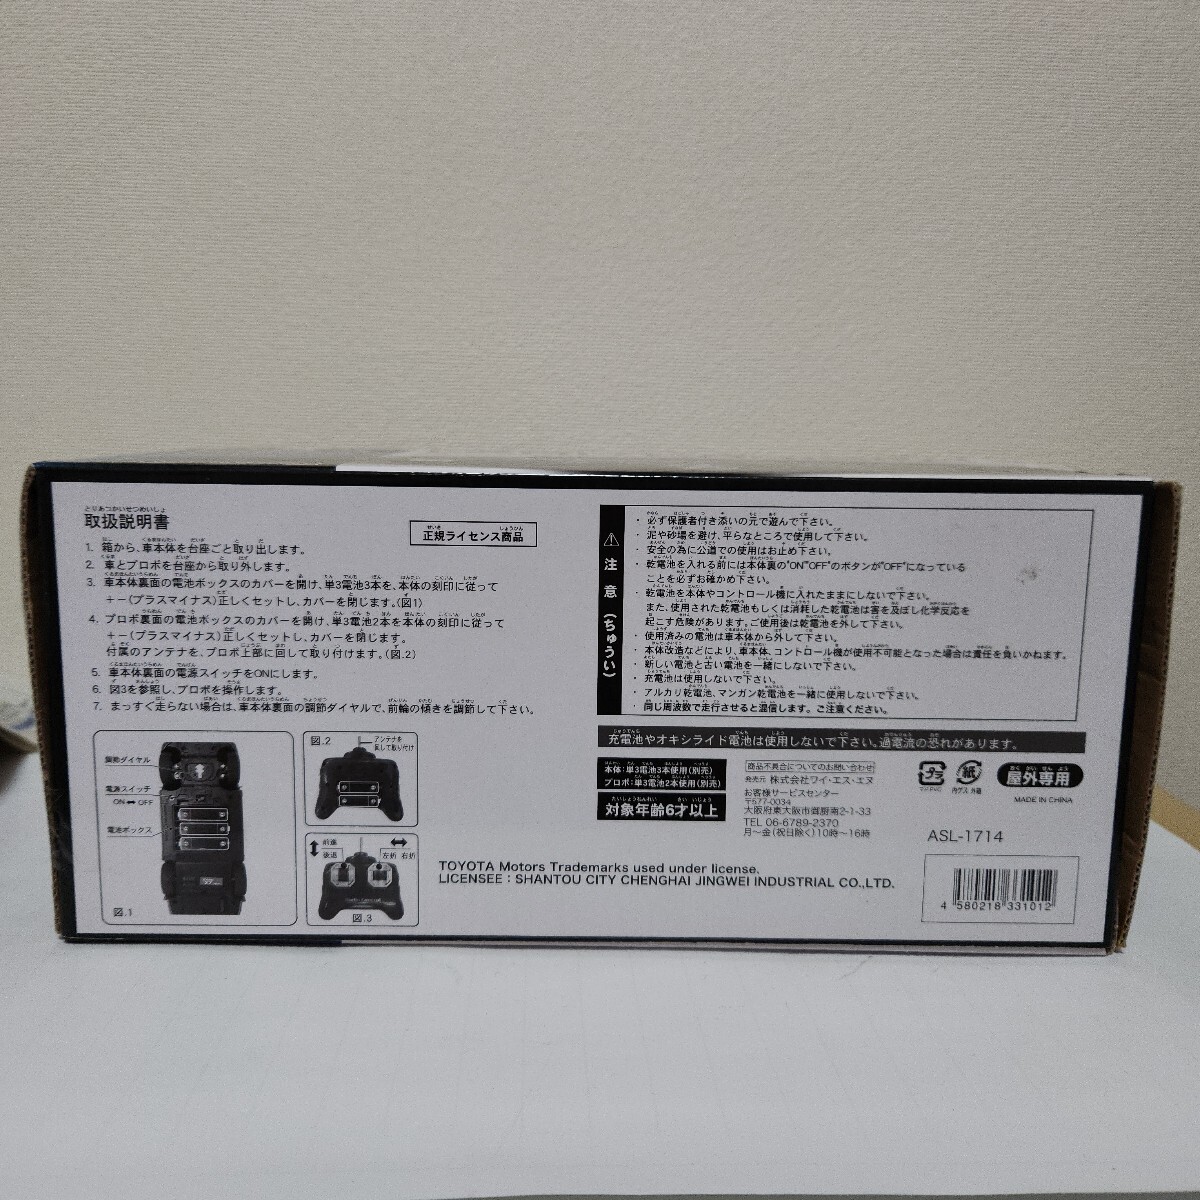 取扱説明書
正規ライセンス商品
1. 箱から、車本体を台座ごと取り出します。
2. 車とプロポを台座から取り外します。
3. 車本体裏面の電池ボックスのカバーを開け、単3電池3本を、本体の刻印に従って
+-(プラスマイナス)正しくセットし、カバーを閉じます。(図1)
4. プロポ裏面の電池ボックスのカバーを開け、単3電池2本を本体の刻印に従って
+-(プラスマイナス)正しくセットし、カバーを閉じます。
付属のアンテナを、プロポ上部に回して取り付けます。(図.2)
5. 車本体裏面の電源スイッチをONにします。
6. 図3を参照し、プロポを操作します。
7. まっすぐ走らない場合は、車本体裏面の調節ダイヤルで、前輪の傾きを調節して下さい。
調節ダイヤル
電源スイッチ
ON ⇔ OFF
電池ボックス
図.1
図.2
アンテナを
回して取り付け
前進
後退
左折 右折
図.3
⚠注意(ちゅうい)
・必ず保護者付き添いの元で遊んで下さい。
・泥や砂場を避け、平らなところで使用して下さい。
・安全の為に公道での使用はお止め下さい。
・乾電池を入れる前には本体裏の"ON"OFF"のボタンが"OFF"になっている
ことを必ずお確かめ下さい。
・乾電池を本体やコントロール機に入れたままにしないで下さい。
また、使用された乾電池もしくは消耗した乾電池は害を及ぼし化学反応を
起こす危険があります。ご使用後は乾電池を外して下さい。
・使用済みの電池は車本体から外して下さい。
・本体改造などにより、車本体、コントロール機が使用不可能となった場合は責任を負いかねます。
・新しい電池と古い電池を一緒にしないで下さい。
・充電池は使用しないで下さい。
・アルカリ乾電池、マンガン乾電池を一緒に使用しないで下さい。
・同じ周波数で走行させると混信します。ご注意ください。
充電池やオキシライド電池は使用しないで下さい。過電流の恐れがあります。
本体:単3電池3本使用(別売)
プロポ:単3電池2本使用(別売)
対象年齢6才以上
商品不具合についてのお問い合わせ
発売元 株式会社ワイ・エス・エヌ
お客様サービスセンター
〒577-0034
大阪府東大阪市御厨南2-1-33
TEL 06-6789-2370
月〜金(祝日除く)10時〜16時
プラ
紙
内ケス 外箱
屋外専用
MADE IN CHINA
ASL-1714
TOYOTA Motors Trademarks used under license.
LICENSEE : SHANTOU CITY CHENGHAI JINGWEI INDUSTRIAL CO.,LTD.
4 580218 331012